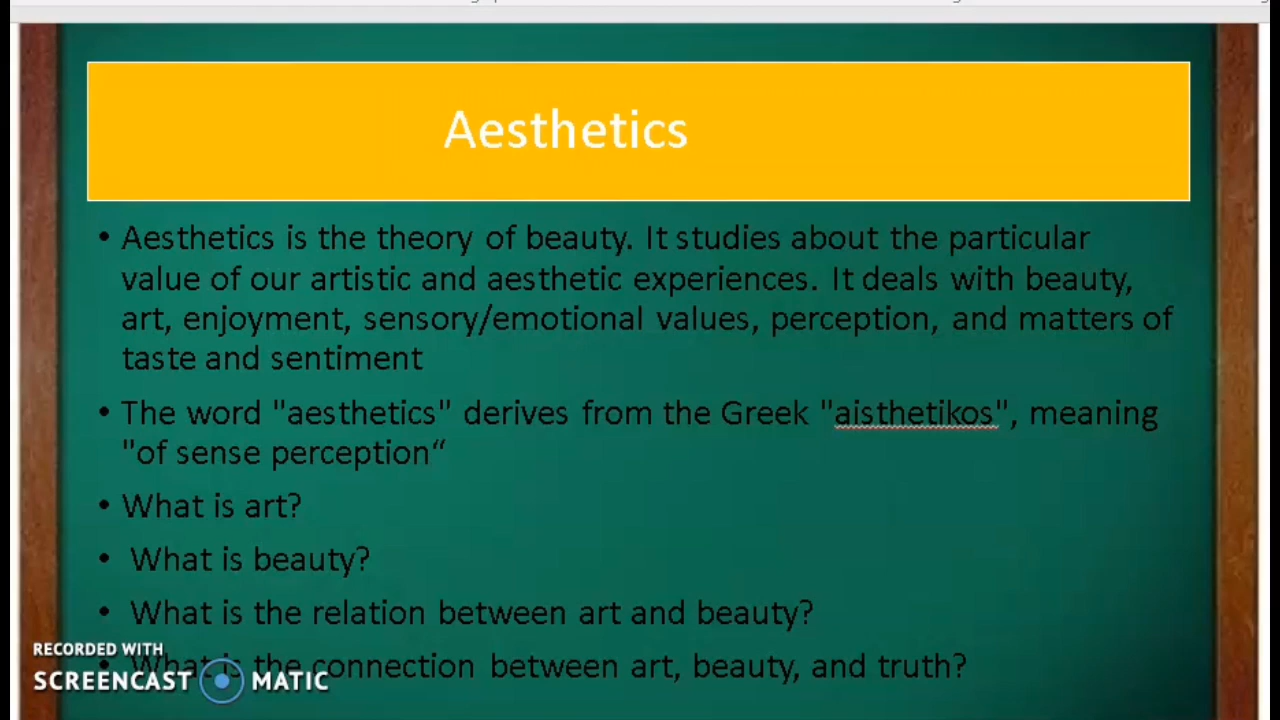 Aesthetics
• Aesthetics is the theory of beauty. It studies about the particular
value of our artistic and aesthetic experiences. It deals with beauty,
art, enjoyment, sensory/emotional values, perception, and matters of
taste and sentiment
• The word "aesthetics" derives from the Greek "aisthetikos", meaning
"of sense perception“
• What is art?
• What is beauty?
• What is the relation between art and beauty?
• What is the connection between art, beauty, and truth?
RECORDED WITH
SCREENCAST MATIC